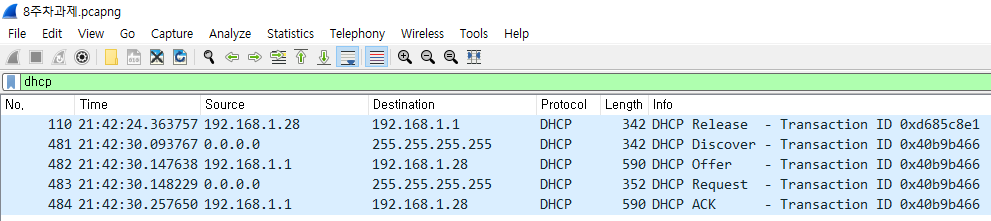 8주차과제.pcapng
File Edit View Go Capture Analyze Statistics Telephony Wireless Tools Help
dhcp
No. Time Source Destination Protocol Length Info
110 21:42:24.363757 192.168.1.28 192.168.1.1 DHCP 342 DHCP Release - Transaction ID 0xd685c8e1
481 21:42:30.093767 0.0.0.0 255.255.255.255 DHCP 342 DHCP Discover - Transaction ID 0x40b9b466
482 21:42:30.147638 192.168.1.1 192.168.1.28 DHCP 590 DHCP Offer - Transaction ID 0x40b9b466
483 21:42:30.148229 0.0.0.0 255.255.255.255 DHCP 352 DHCP Request - Transaction ID 0x40b9b466
484 21:42:30.257650 192.168.1.1 192.168.1.28 DHCP 590 DHCP ACK - Transaction ID 0x40b9b466